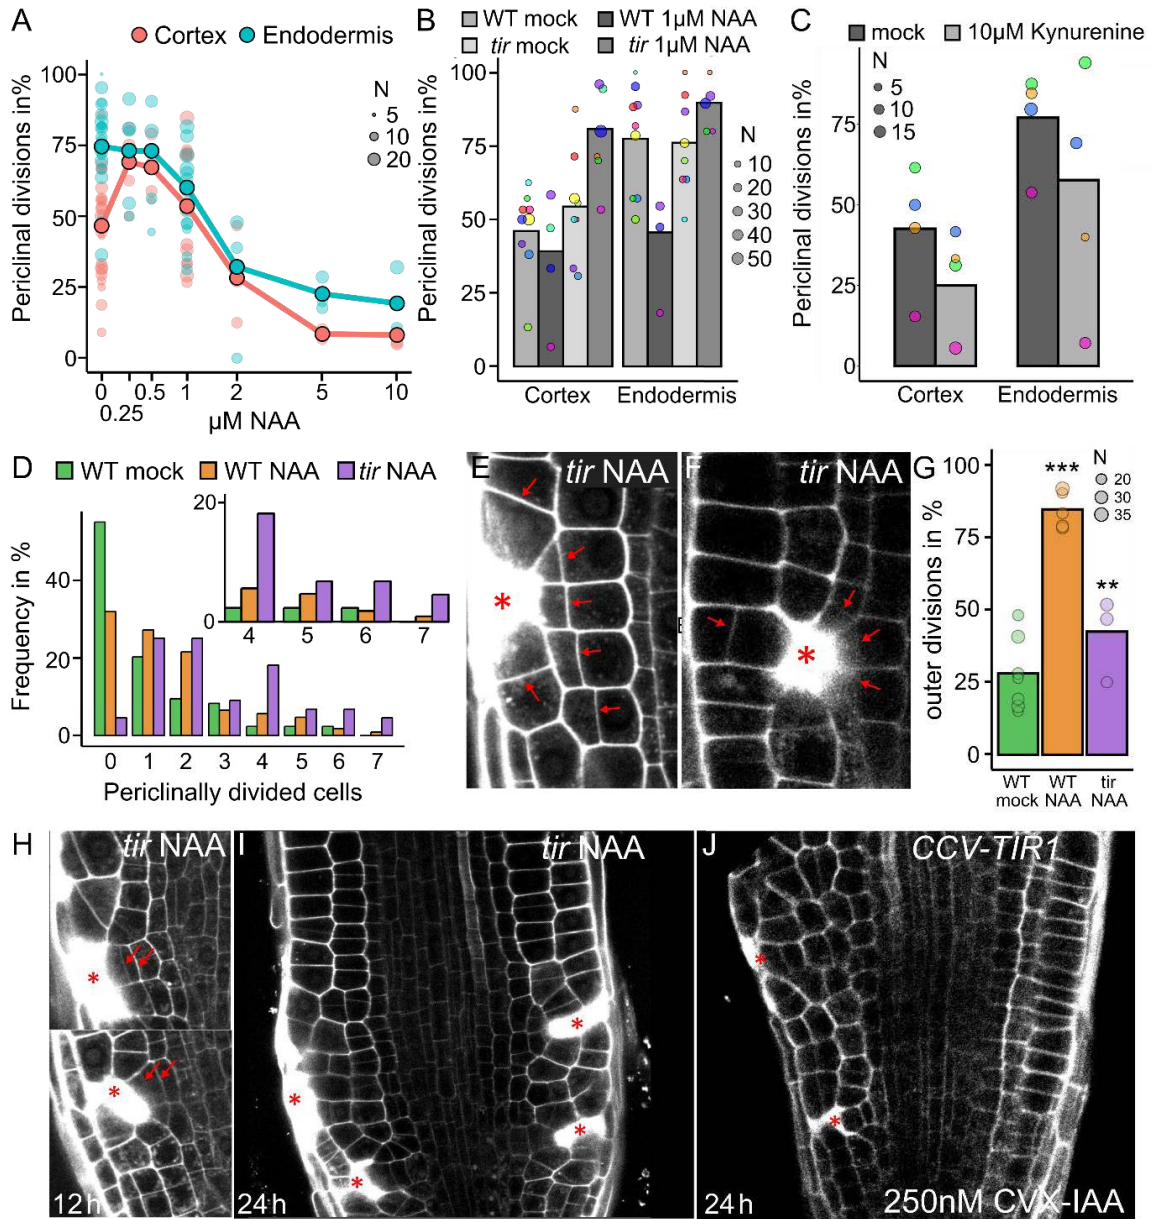 A
Cortex Endodermis
Periclinal divisions in%
100
75
50
25
0
N
5
10
20
0 0.5 1 2 5 10
0.25
µM NAA
B
WT mock WT 1µM NAA
tir mock tir 1µM NAA
Periclinal divisions in%
100
75
50
25
0
N
10
20
30
40
50
Cortex Endodermis
C
mock 10µM Kynurenine
Periclinal divisions in%
N
5
10
15
75
50
25
0
Cortex Endodermis
D
WT mock WT NAA tir NAA
Frequency in %
40
20
0
20
0
4 5 6 7
0 1 2 3 4 5 6 7
Periclinally divided cells
E
tir NAA
*
F
tir NAA
*
G
outer divisions in %
100
75
50
25
0
N
20
30
35
***
**
WT mock
WT NAA
tir NAA
H
tir NAA
*
*
12h
I
tir NAA
*
*
*
*
24h
J
CCV-TIR1
*
*
24h
250nM CVX-IAA